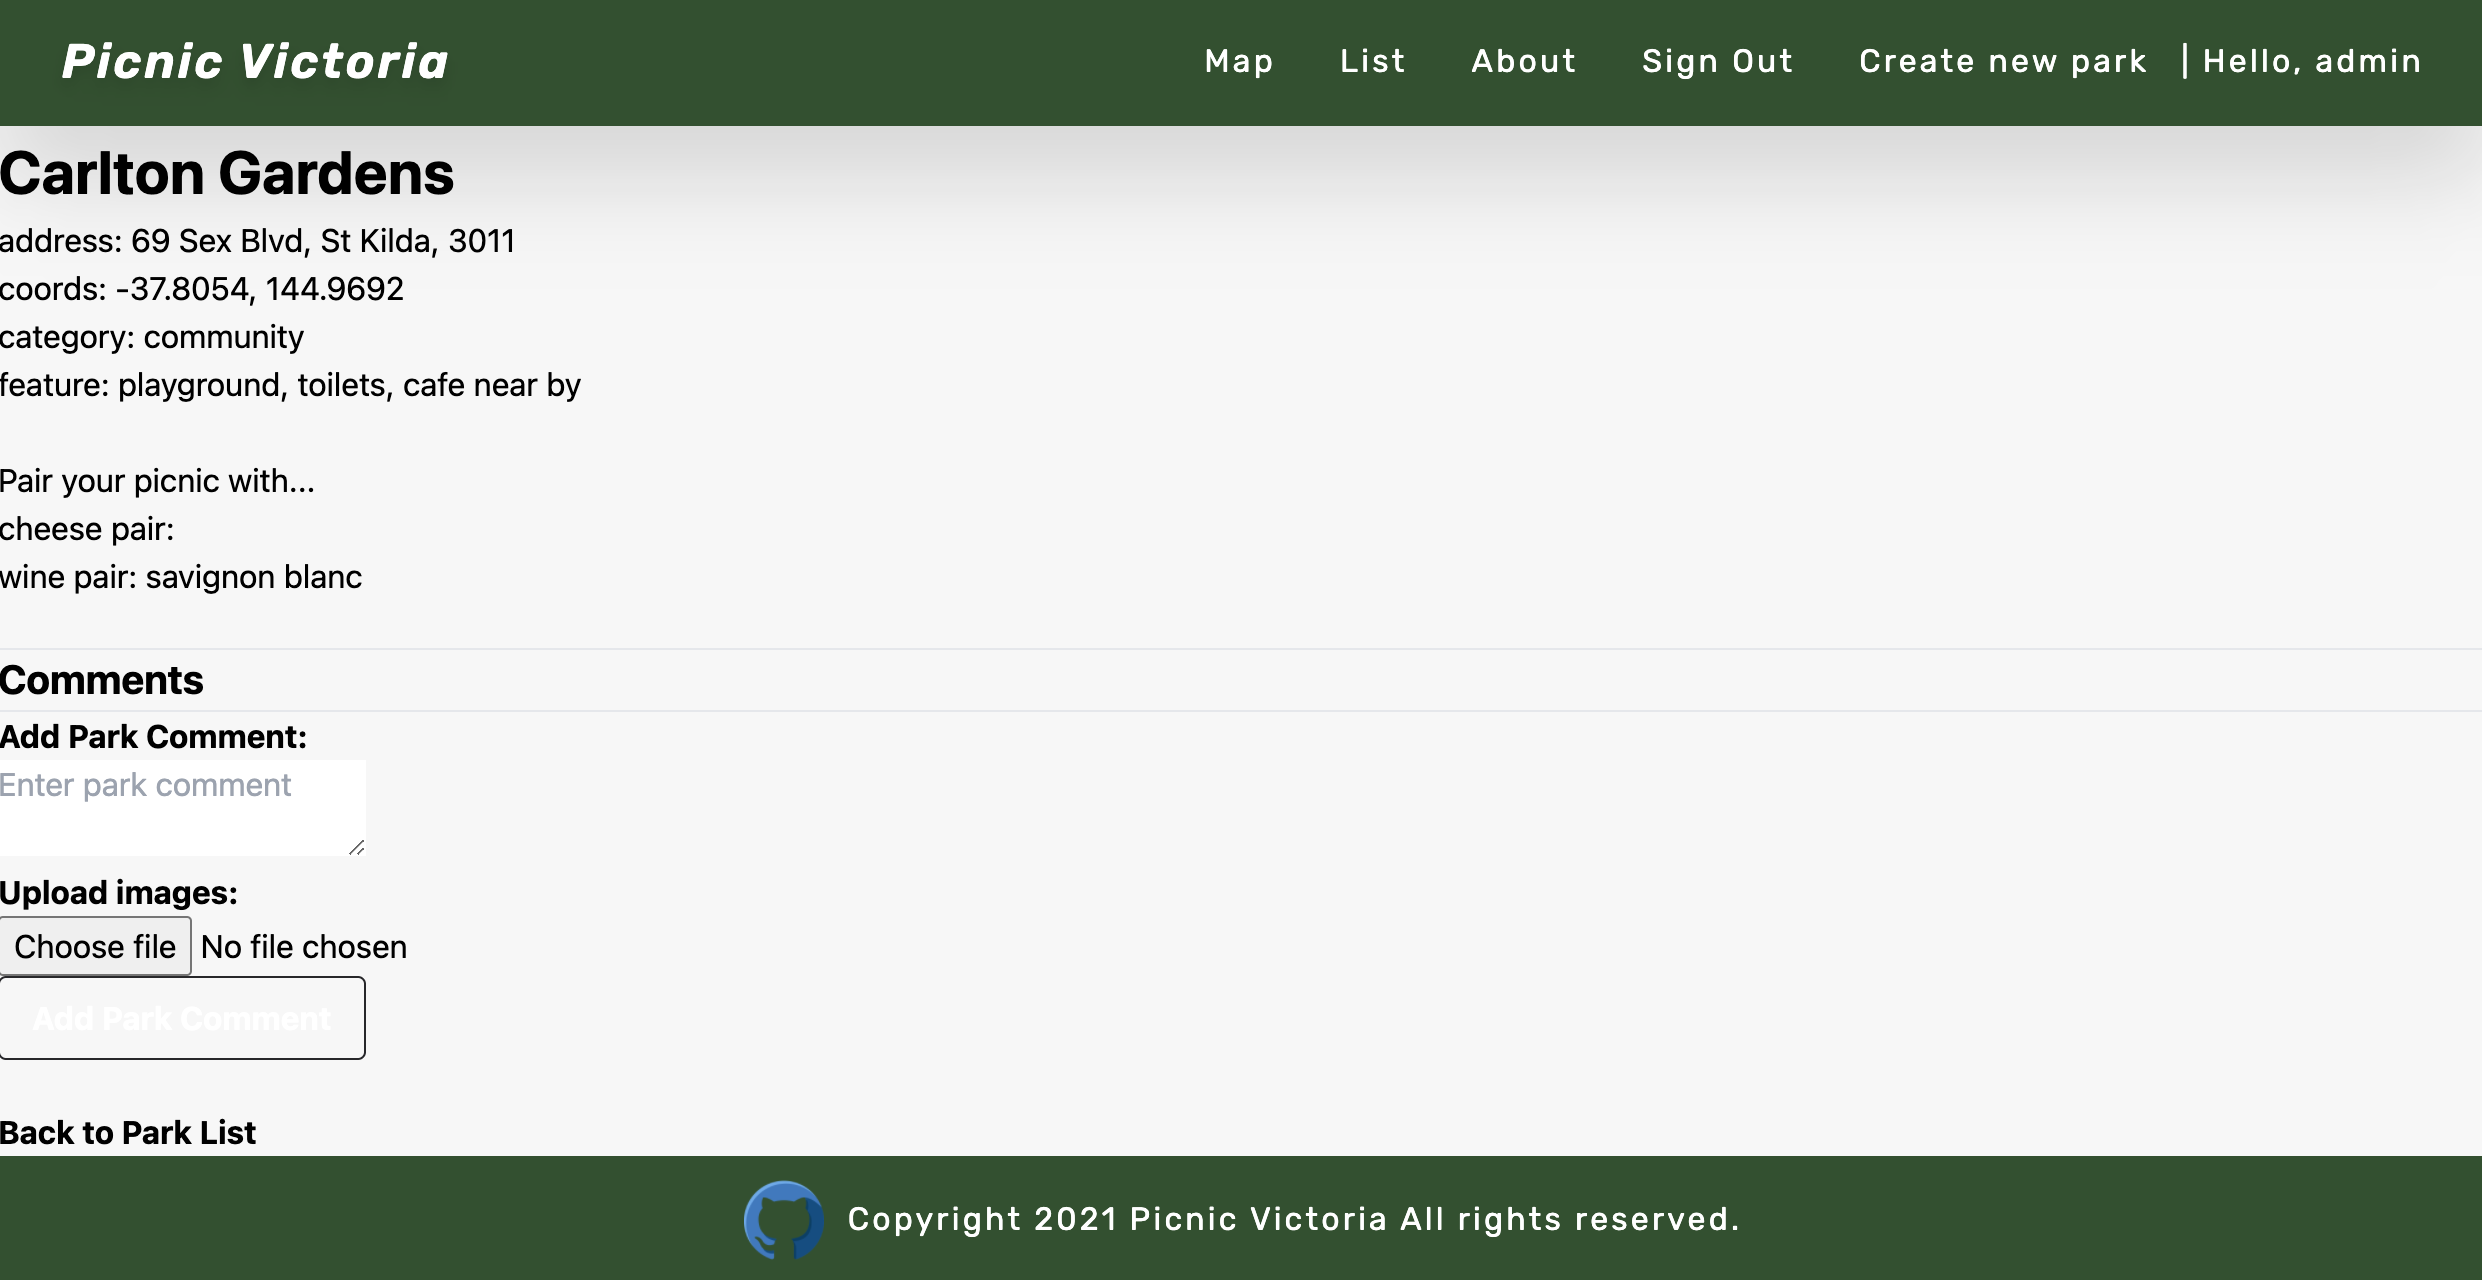 Picnic Victoria Map List About Sign Out Create new park | Hello, admin
Carlton Gardens
address: 69 Sex Blvd, St Kilda, 3011
coords: -37.8054, 144.9692
category: community
feature: playground, toilets, cafe near by
Pair your picnic with...
cheese pair:
wine pair: savignon blanc
Comments
Add Park Comment:
Enter park comment
Upload images:
Choose file No file chosen
Add Park Comment
Back to Park List
Copyright 2021 Picnic Victoria All rights reserved.